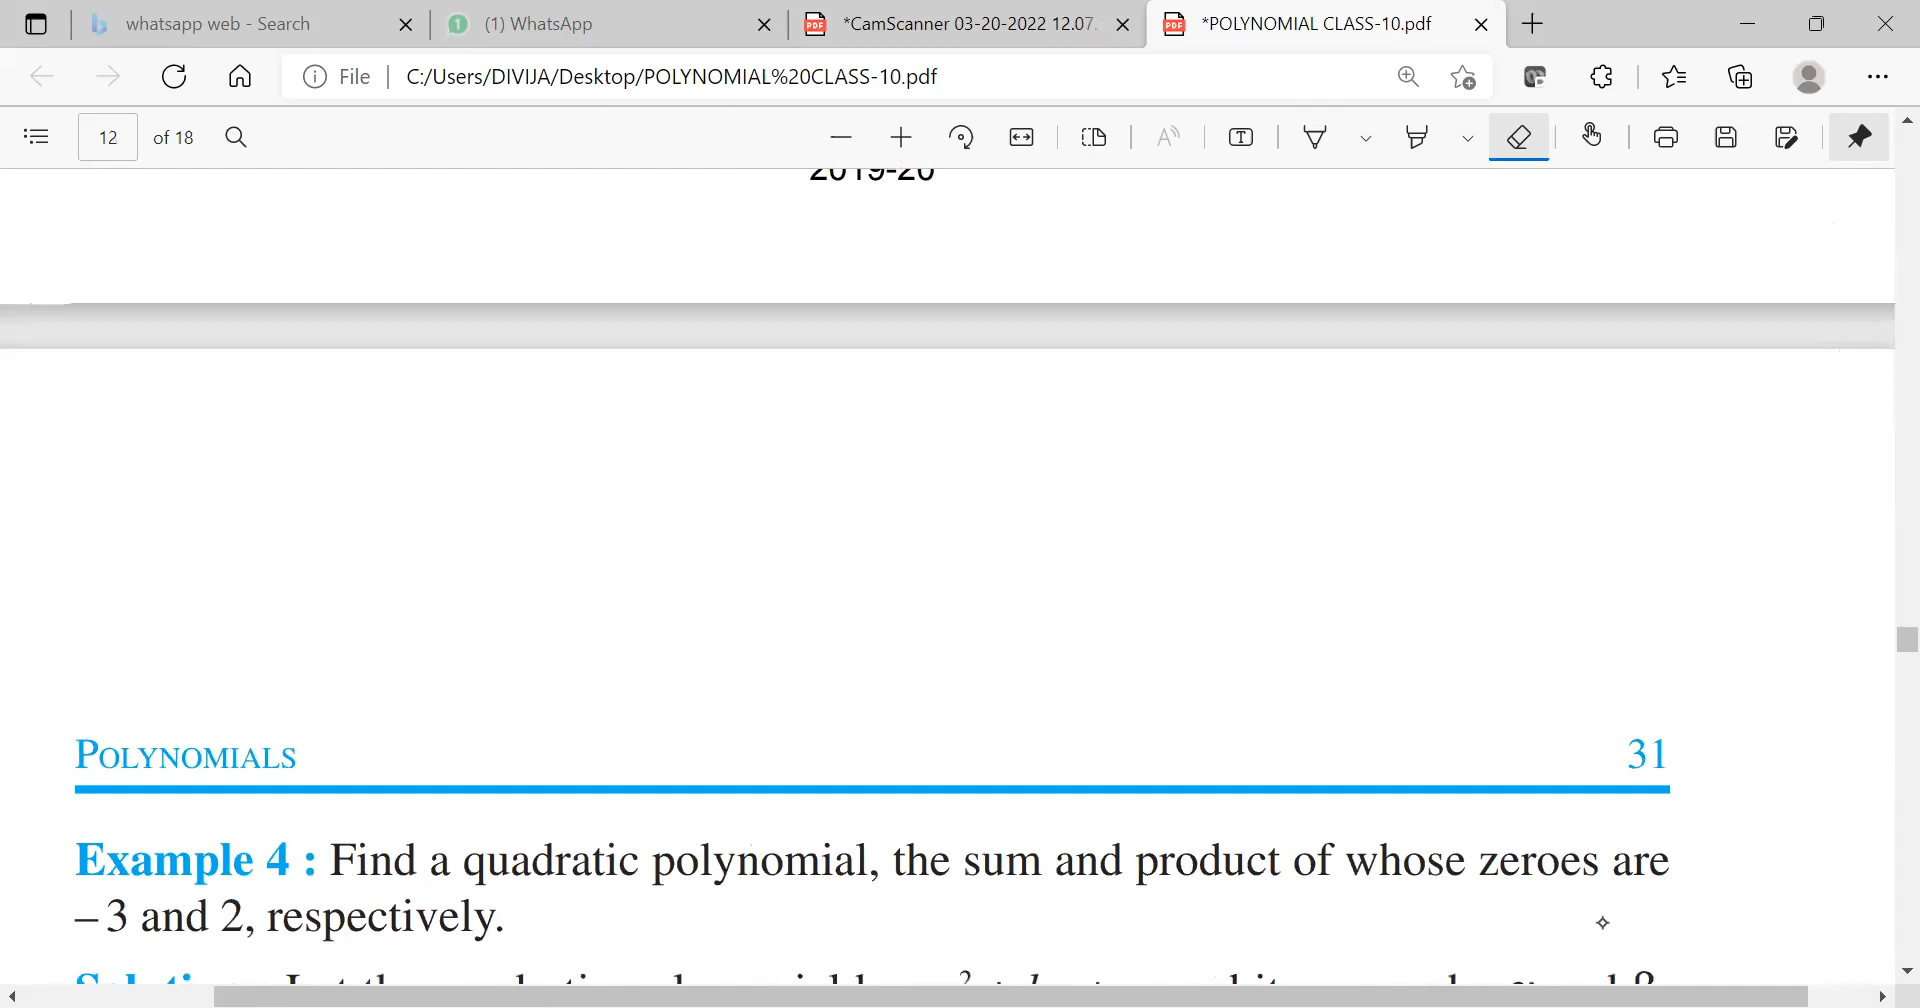 whatsapp web - Search
(1) WhatsApp
*CamScanner 03-20-2022 12.07.
*POLYNOMIAL CLASS-10.pdf
File
C:/Users/DIVIJA/Desktop/POLYNOMIAL%20CLASS-10.pdf
12 of 18
2019-20
POLYNOMIALS
31
Example 4 : Find a quadratic polynomial, the sum and product of whose zeroes are
– 3 and 2, respectively.